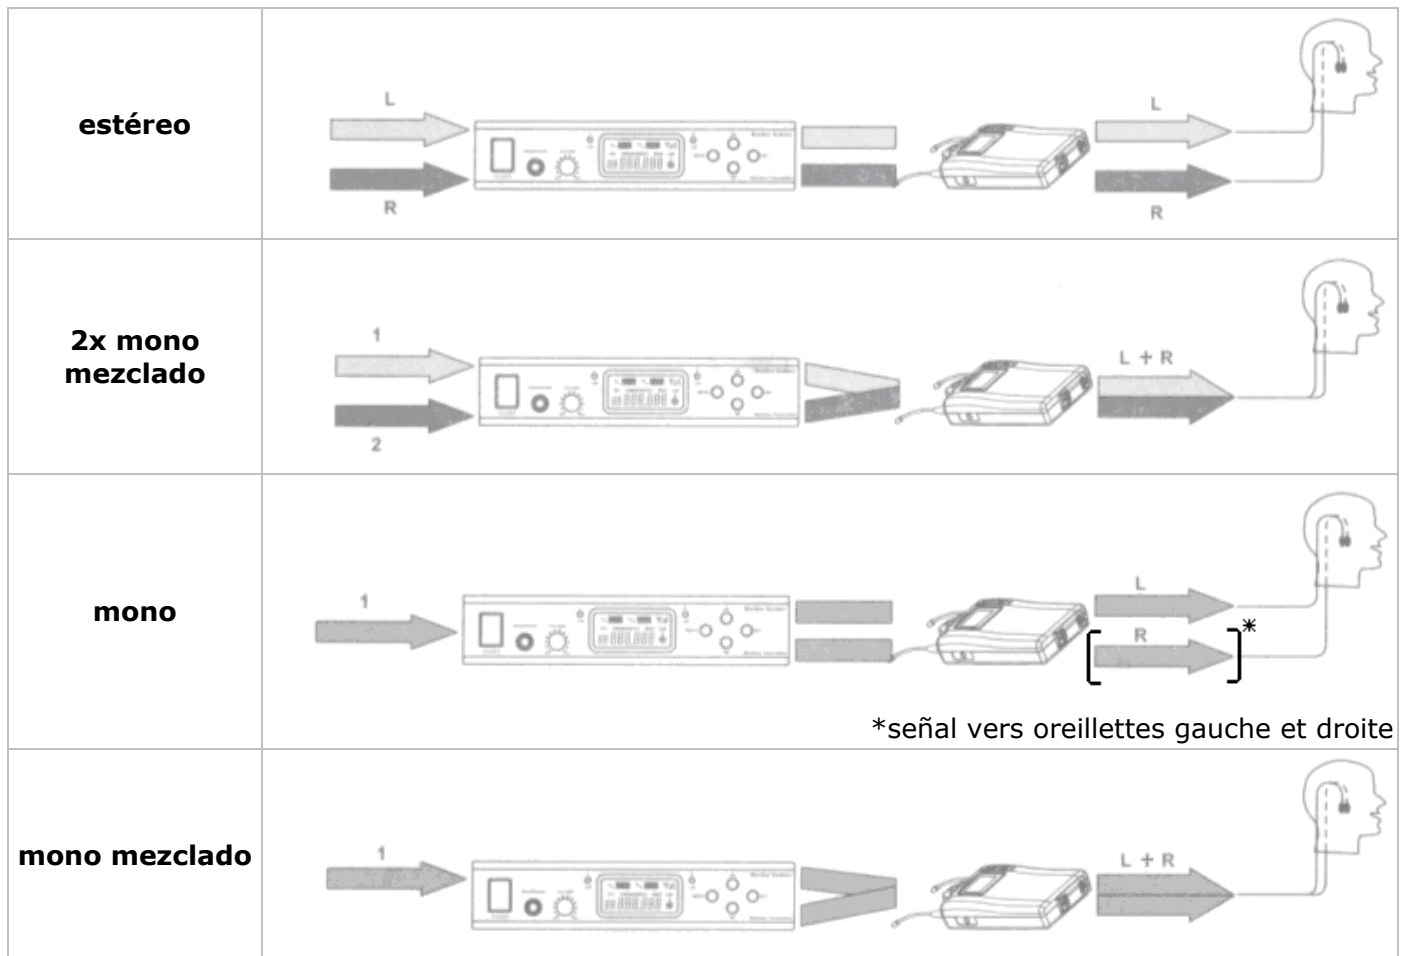 estéreo
L
R
L
R
2x mono
mezclado
1
2
L + R
mono
1
L
R
*
*señal vers oreillettes gauche et droite
mono mezclado
1
L + R